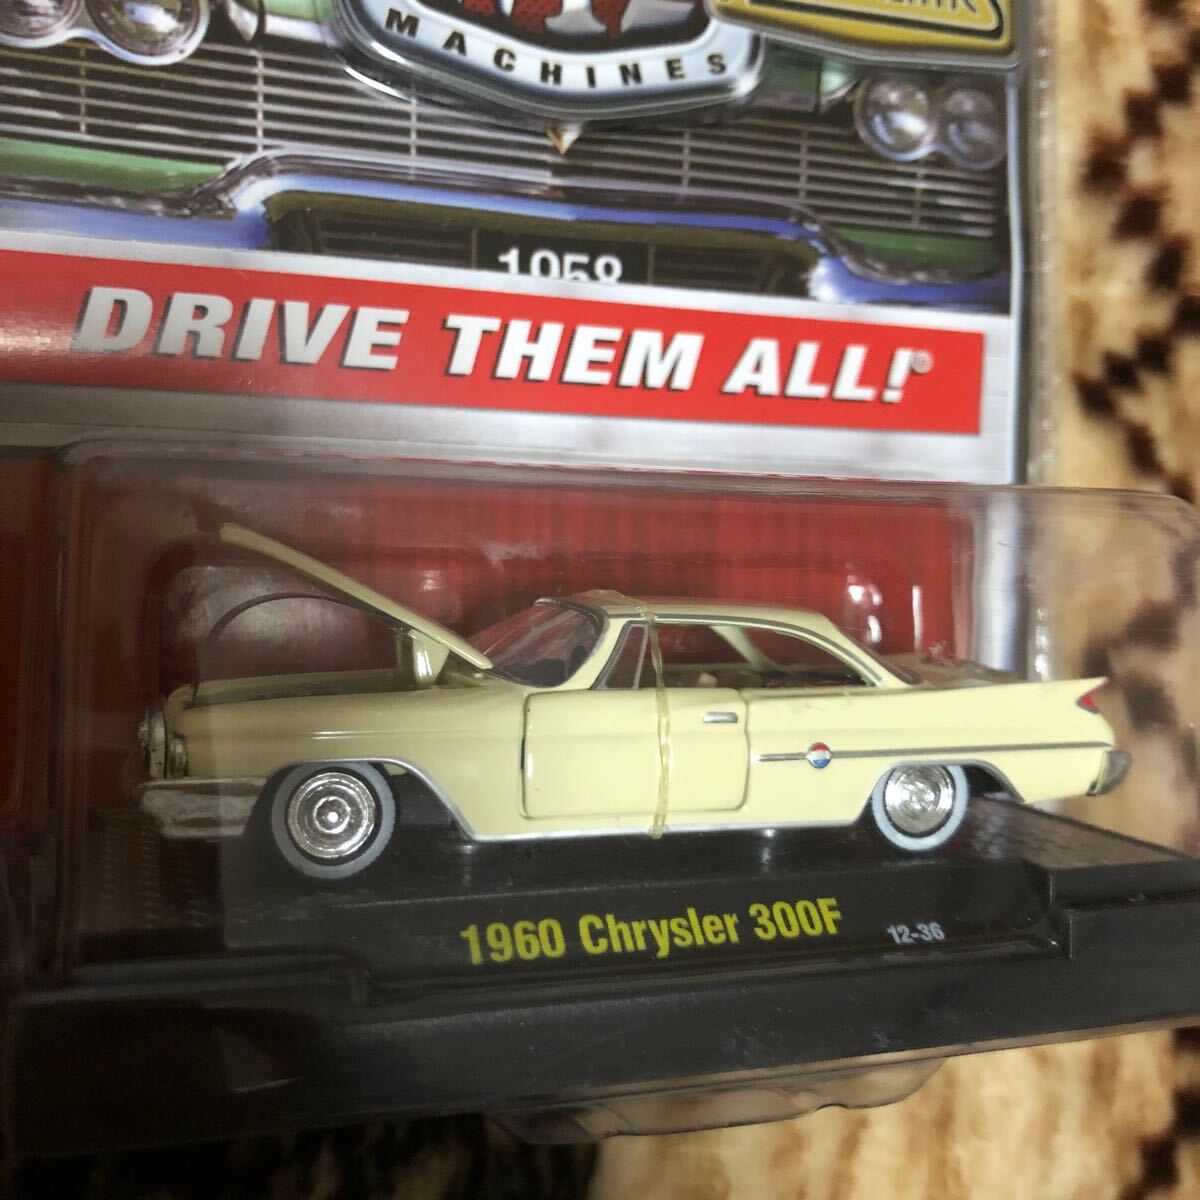 MACHINES
1958
DRIVE THEM ALL!®
1960 Chrysler 300F 12-36